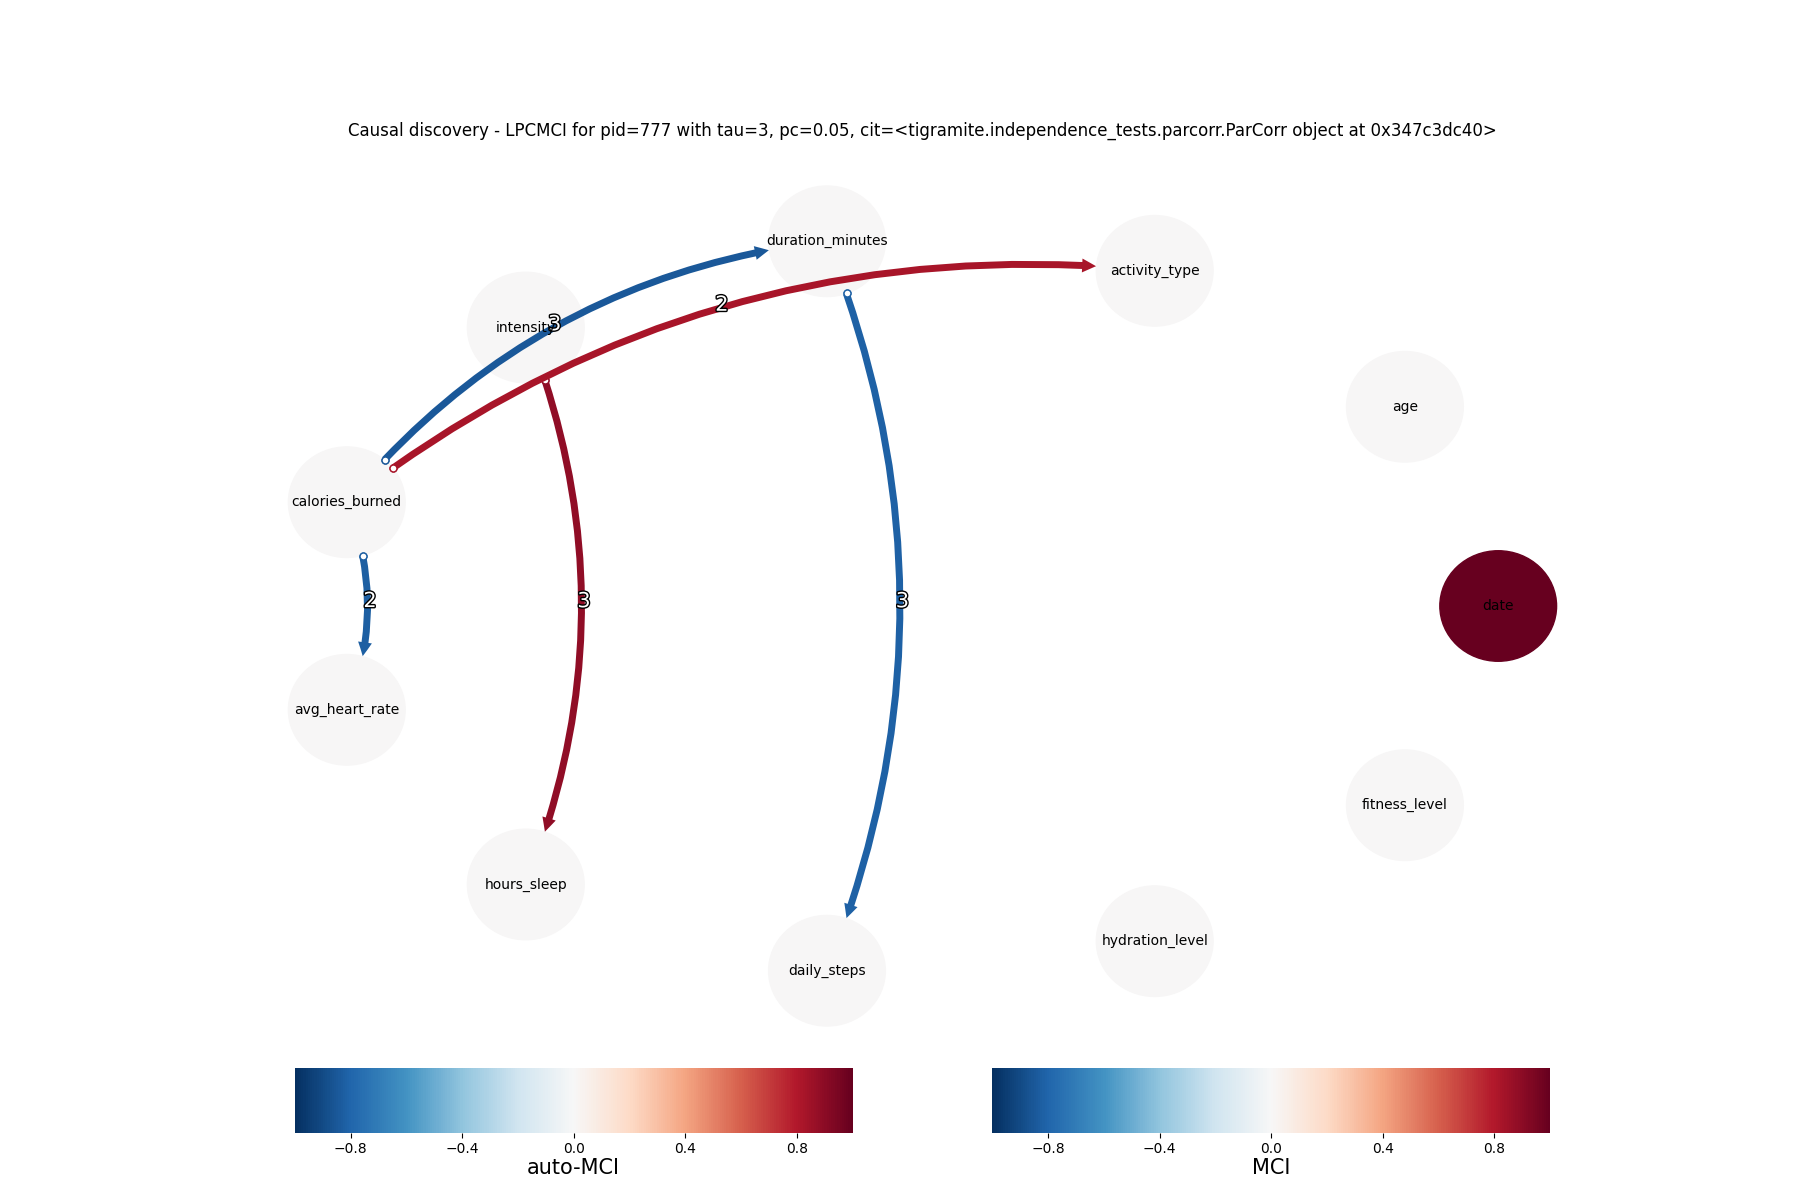 Causal discovery - LPCMCI for pid=777 with tau=3, pc=0.05, cit=<tigramite.independence_tests.parcorr.ParCorr object at 0x347c3dc40>
duration_minutes
activity_type
2
intensity
3
age
calories_burned
2
3
3
date
avg_heart_rate
fitness_level
hours_sleep
hydration_level
daily_steps
−0.8 −0.4 0.0 0.4 0.8
auto-MCI
−0.8 −0.4 0.0 0.4 0.8
MCI